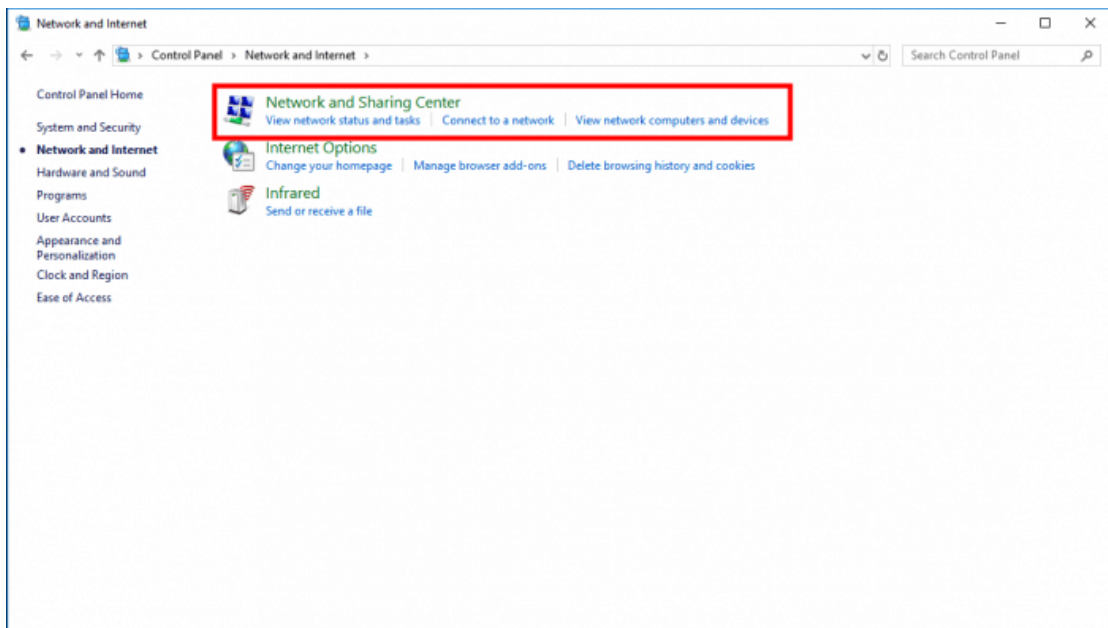 Network and Internet
Control Panel > Network and Internet >
Search Control Panel
Control Panel Home
System and Security
Network and Internet
Hardware and Sound
Programs
User Accounts
Appearance and
Personalization
Clock and Region
Ease of Access
Network and Sharing Center
View network status and tasks | Connect to a network | View network computers and devices
Internet Options
Change your homepage | Manage browser add-ons | Delete browsing history and cookies
Infrared
Send or receive a file